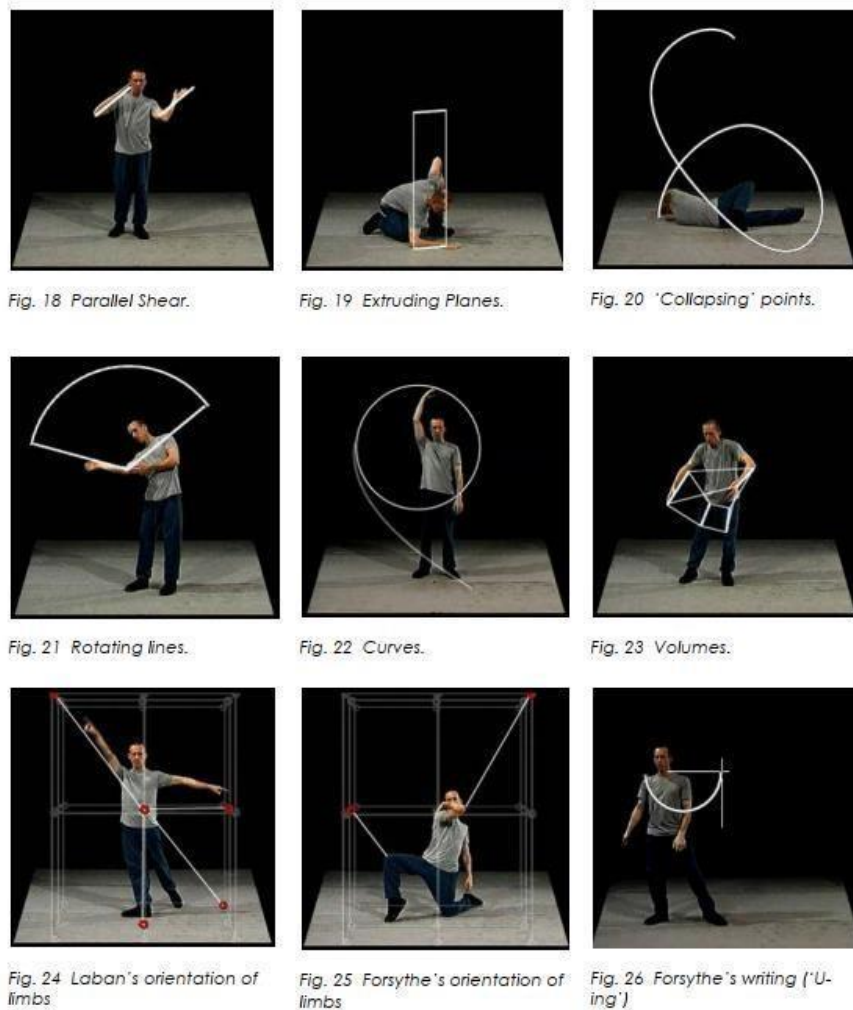 Fig. 18 Parallel Shear.
Fig. 19 Extruding Planes.
Fig. 20 ‘Collapsing’ points.
Fig. 21 Rotating lines.
Fig. 22 Curves.
Fig. 23 Volumes.
Fig. 24 Laban’s orientation of
limbs
Fig. 25 Forsythe’s orientation of
limbs
Fig. 26 Forsythe’s writing (‘U-
ing’)